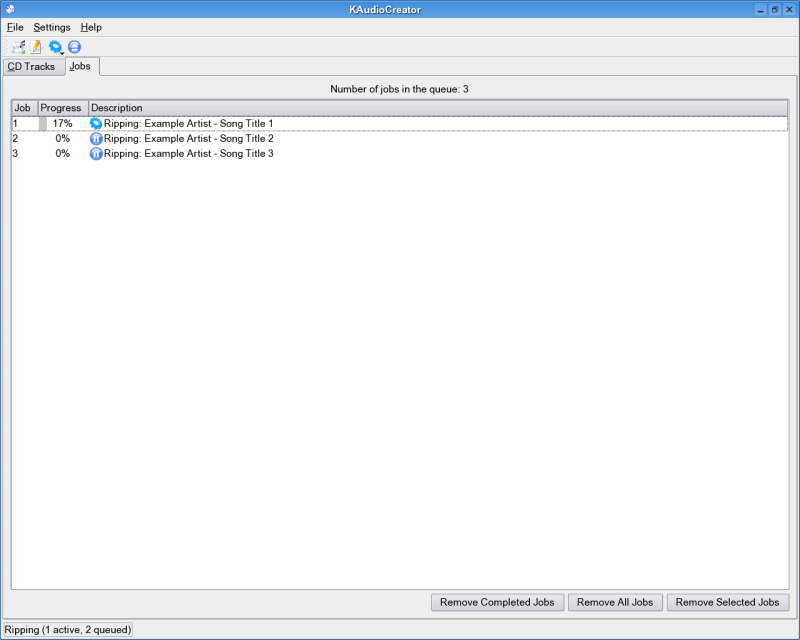 KAudioCreator
File Settings Help
CD Tracks Jobs
Number of jobs in the queue: 3
Job Progress Description
1 17% Ripping: Example Artist - Song Title 1
2 0% Ripping: Example Artist - Song Title 2
3 0% Ripping: Example Artist - Song Title 3
Remove Completed Jobs Remove All Jobs Remove Selected Jobs
Ripping (1 active, 2 queued)